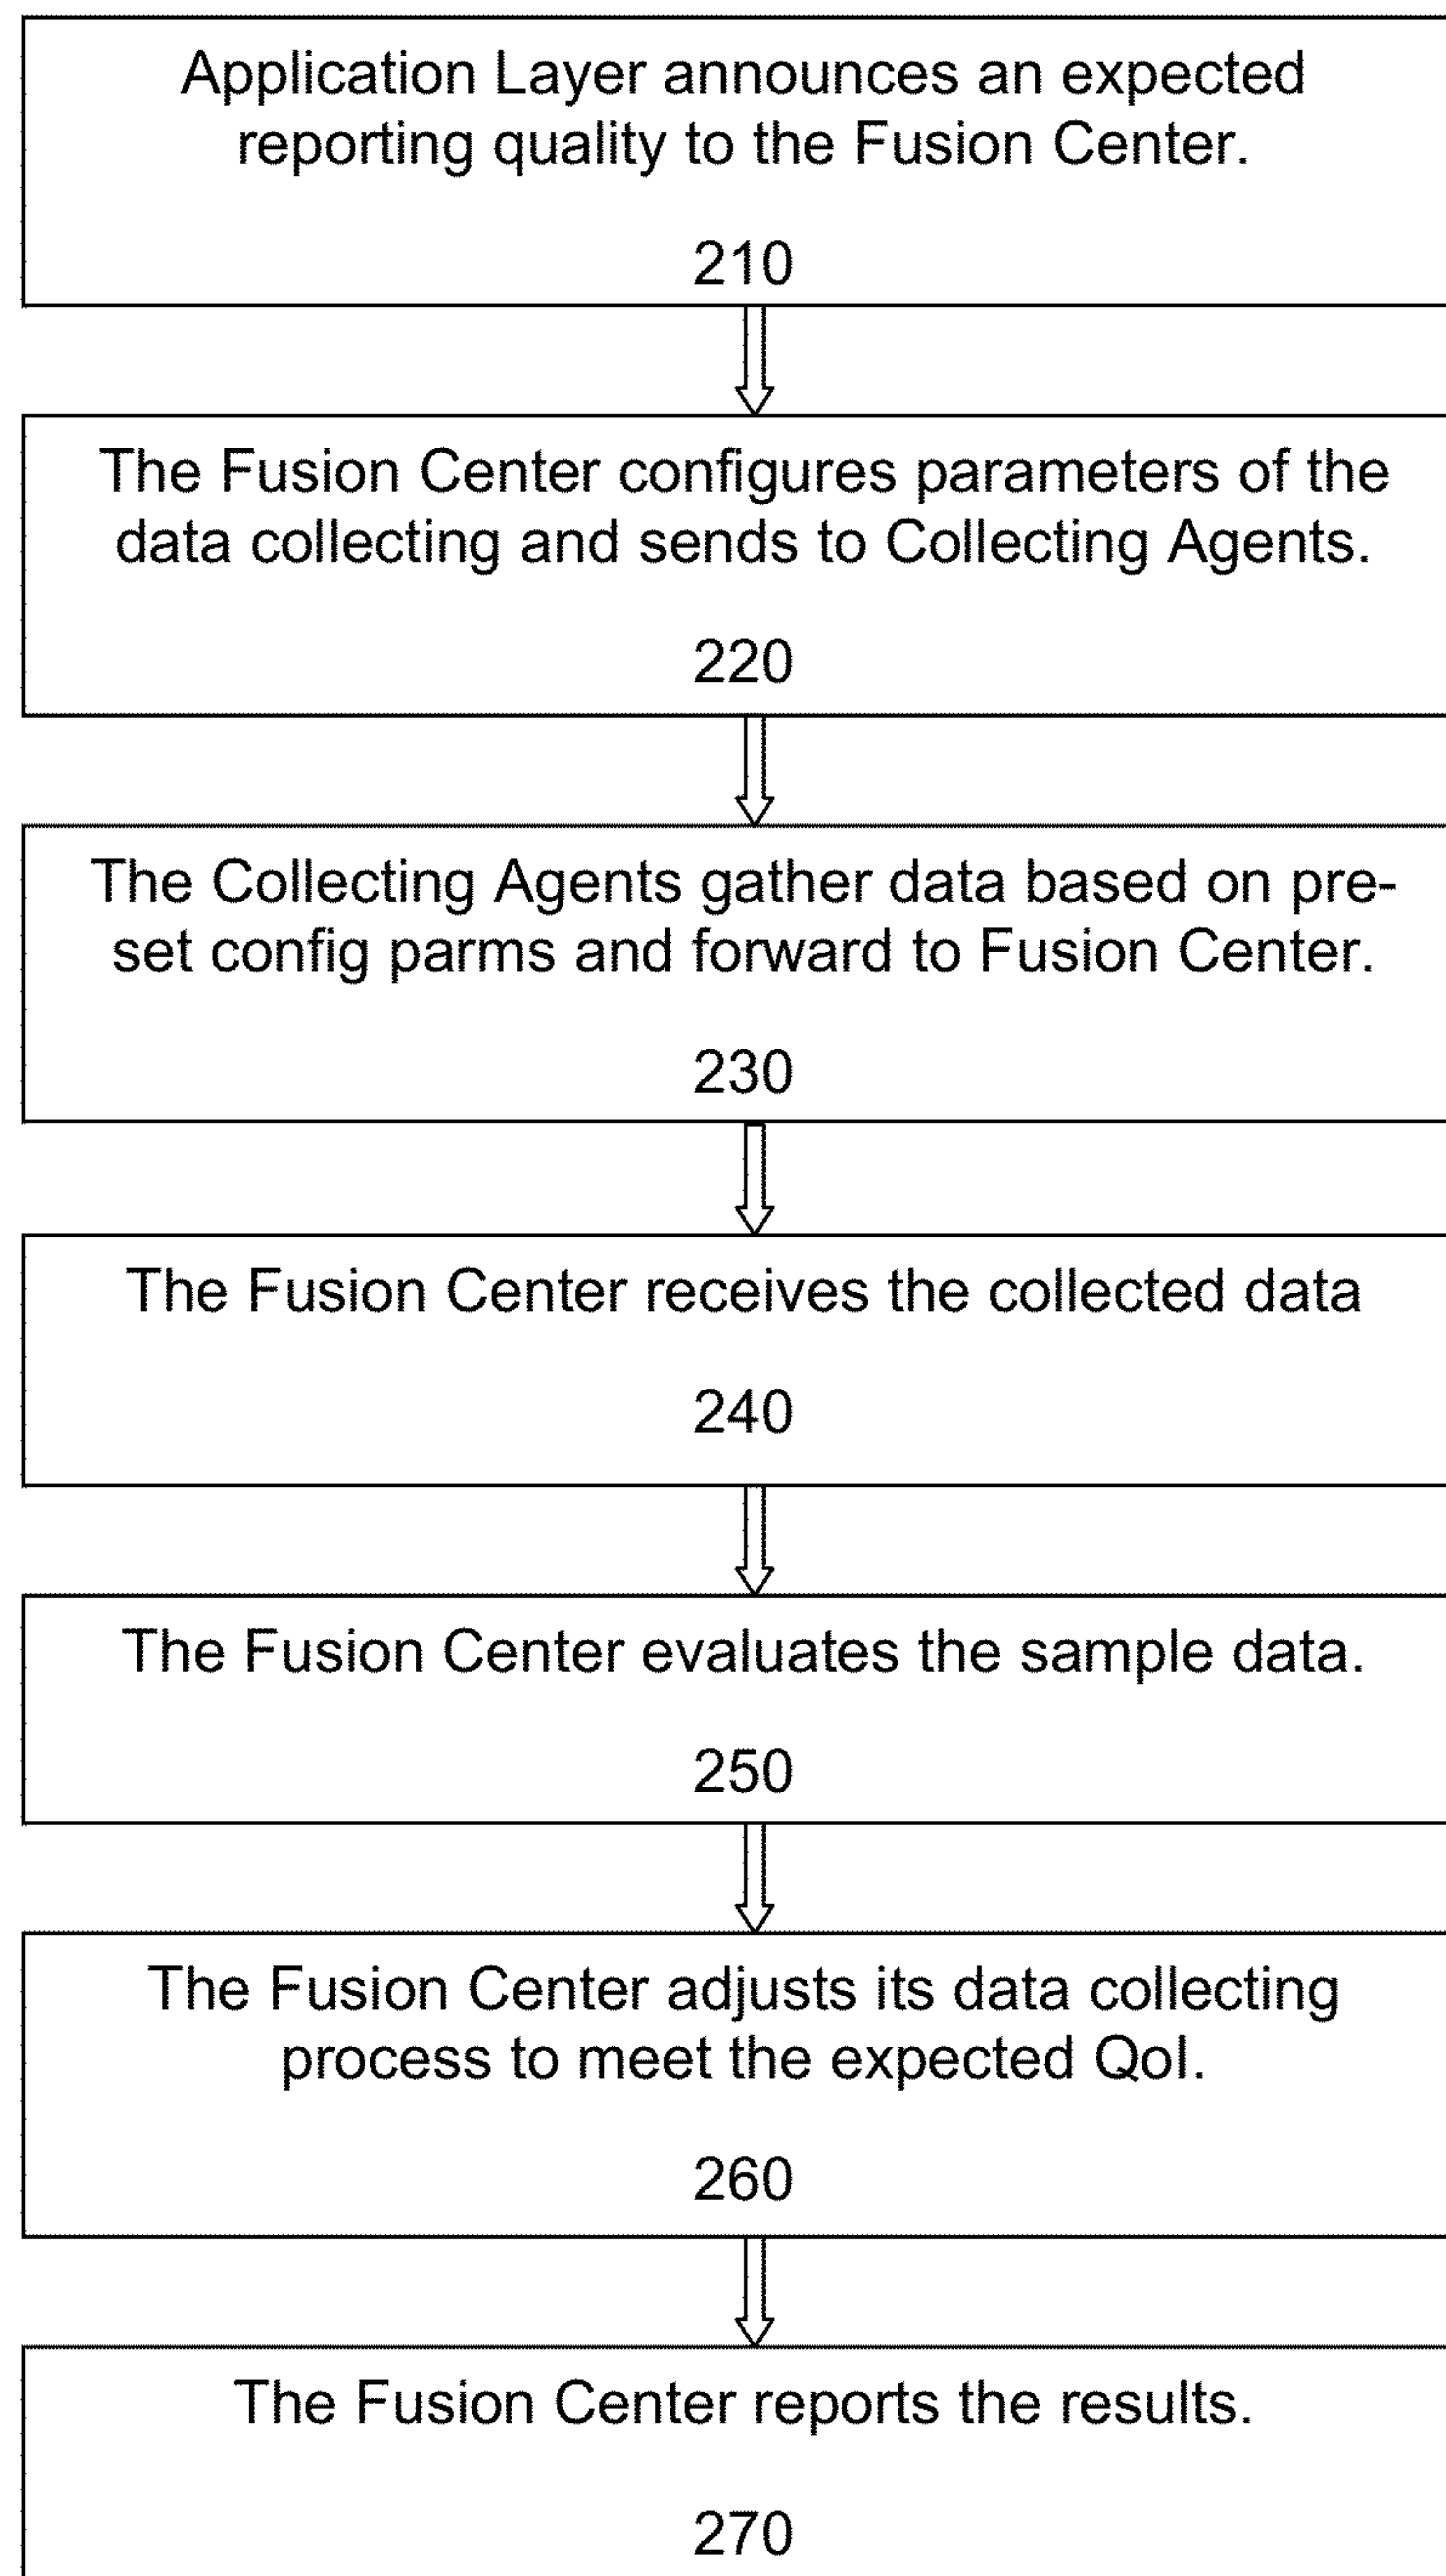 Application Layer announces an expected
reporting quality to the Fusion Center.
210
The Fusion Center configures parameters of the
data collecting and sends to Collecting Agents.
220
The Collecting Agents gather data based on pre-
set config parms and forward to Fusion Center.
230
The Fusion Center receives the collected data
240
The Fusion Center evaluates the sample data.
250
The Fusion Center adjusts its data collecting
process to meet the expected QoI.
260
The Fusion Center reports the results.
270